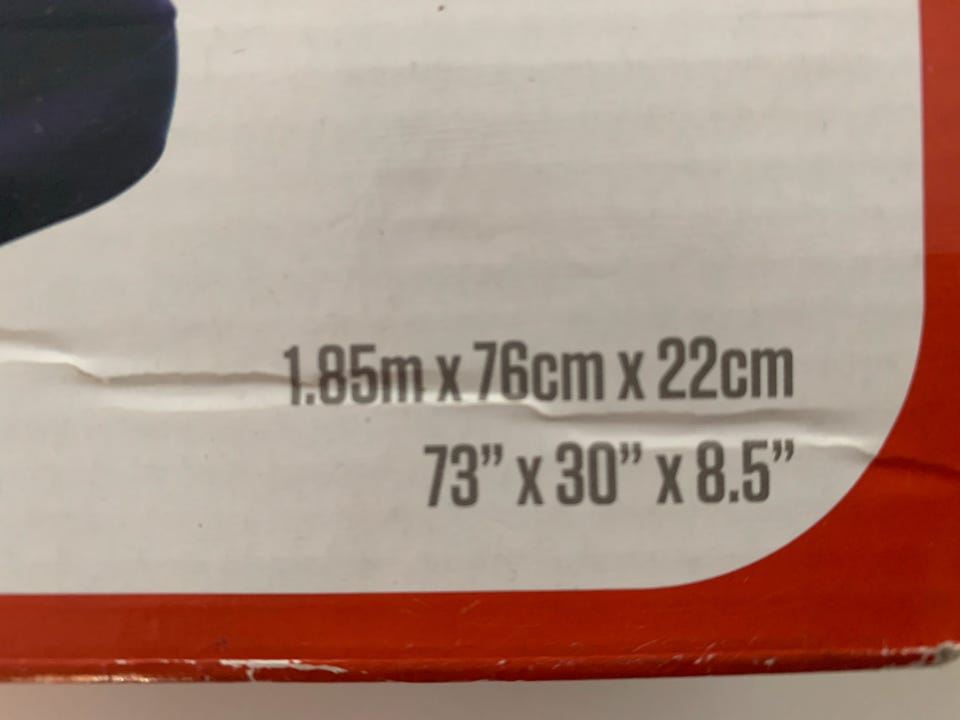 1.85m x 76cm x 22cm
73” x 30” x 8.5”